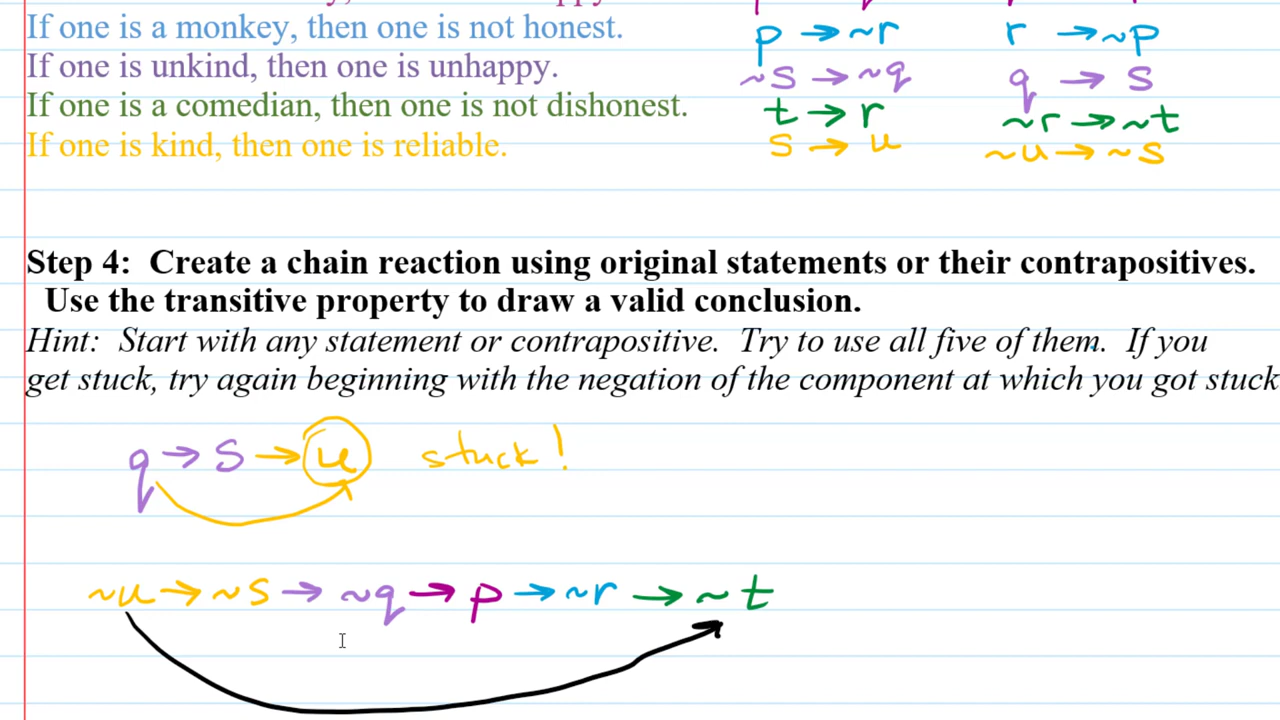 If one is a monkey, then one is not honest. p → ~r r → ~p
If one is unkind, then one is unhappy. ~s → ~q q → s
If one is a comedian, then one is not dishonest. t → r ~r → ~t
If one is kind, then one is reliable. s → u ~u → ~s
Step 4: Create a chain reaction using original statements or their contrapositives.
Use the transitive property to draw a valid conclusion.
Hint: Start with any statement or contrapositive. Try to use all five of them. If you
get stuck, try again beginning with the negation of the component at which you got stuck
q → s → u stuck!
~u → ~s → ~q → p → ~r → ~t